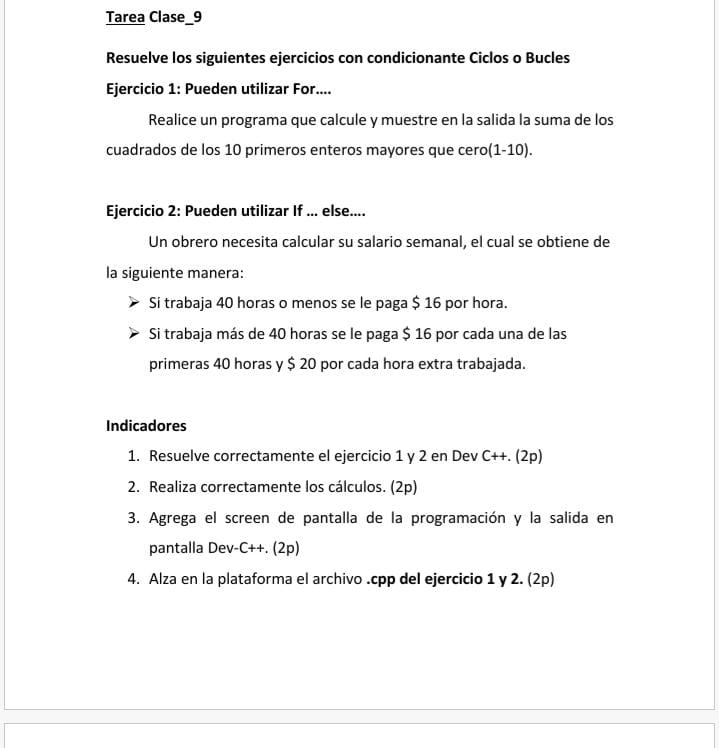 Tarea Clase_9
Resuelve los siguientes ejercicios con condicionante Ciclos o Bucles
Ejercicio 1: Pueden utilizar For....
Realice un programa que calcule y muestre en la salida la suma de los
cuadrados de los 10 primeros enteros mayores que cero(1-10).
Ejercicio 2: Pueden utilizar If ... else....
Un obrero necesita calcular su salario semanal, el cual se obtiene de
la siguiente manera:
➢ Si trabaja 40 horas o menos se le paga $ 16 por hora.
➢ Si trabaja más de 40 horas se le paga $ 16 por cada una de las
primeras 40 horas y $ 20 por cada hora extra trabajada.
Indicadores
1. Resuelve correctamente el ejercicio 1 y 2 en Dev C++. (2p)
2. Realiza correctamente los cálculos. (2p)
3. Agrega el screen de pantalla de la programación y la salida en
pantalla Dev-C++. (2p)
4. Alza en la plataforma el archivo .cpp del ejercicio 1 y 2. (2p)